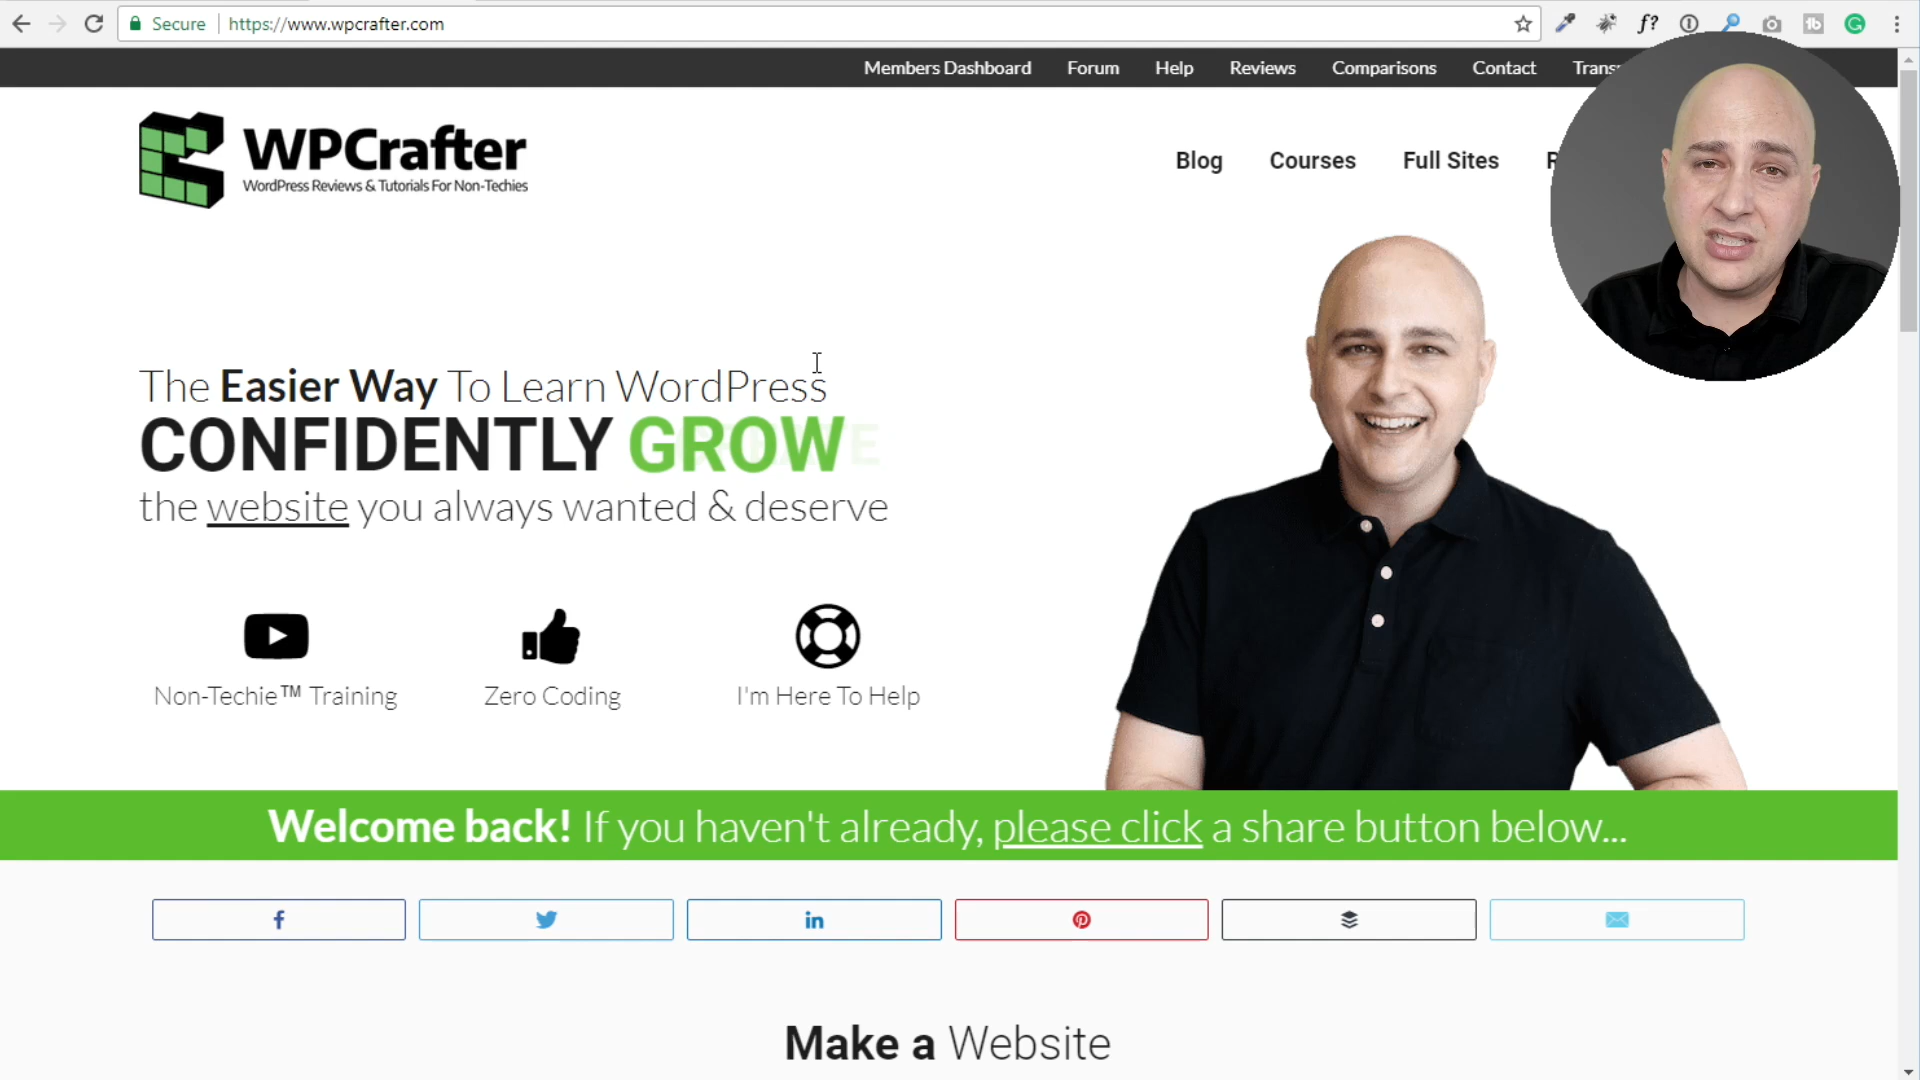 Secure
https://www.wpcrafter.com
f?
Members Dashboard
Forum
Help
Reviews
Comparisons
Contact
WPCrafter
WordPress Reviews & Tutorials For Non-Techies
Blog
Courses
Full Sites
The Easier Way To Learn WordPress
CONFIDENTLY GROW
the website you always wanted & deserve
Non-Techie™ Training
Zero Coding
I'm Here To Help
Welcome back! If you haven't already, please click a share button below...
Make a Website